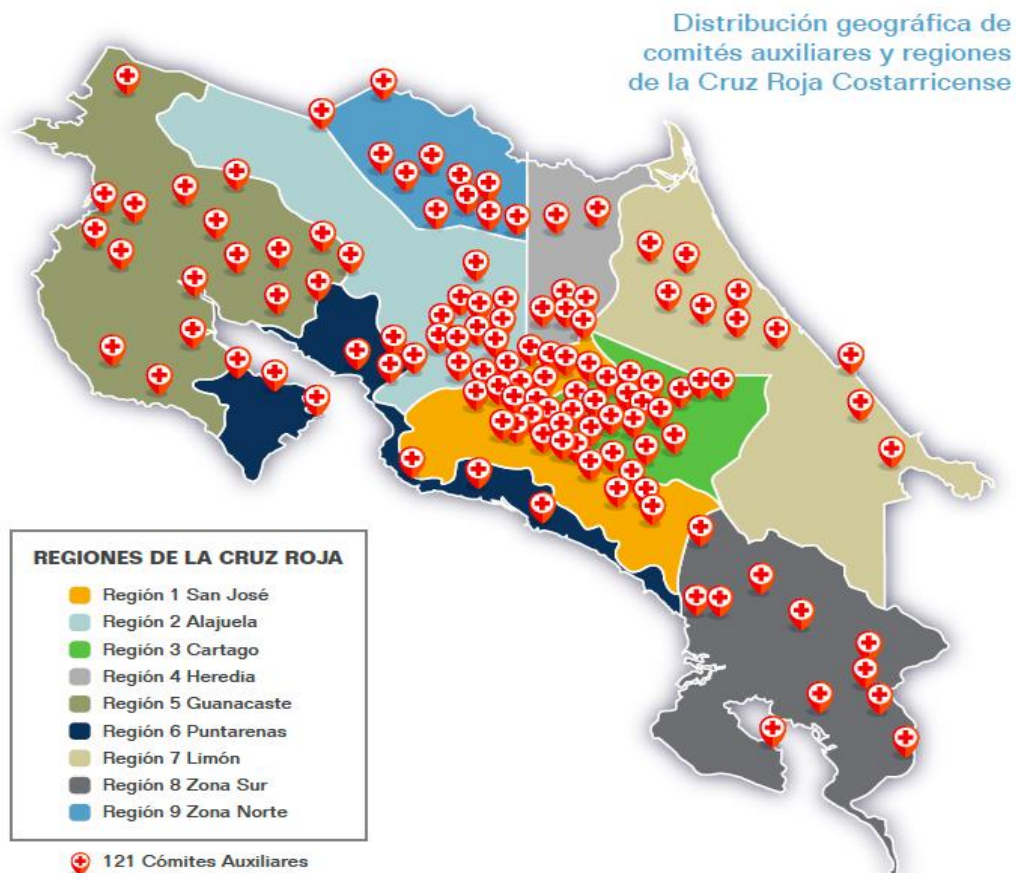 Distribución geográfica de
comités auxiliares y regiones
de la Cruz Roja Costarricense
REGIONES DE LA CRUZ ROJA
Región 1 San José
Región 2 Alajuela
Región 3 Cartago
Región 4 Heredia
Región 5 Guanacaste
Región 6 Puntarenas
Región 7 Limón
Región 8 Zona Sur
Región 9 Zona Norte
121 Cómites Auxiliares